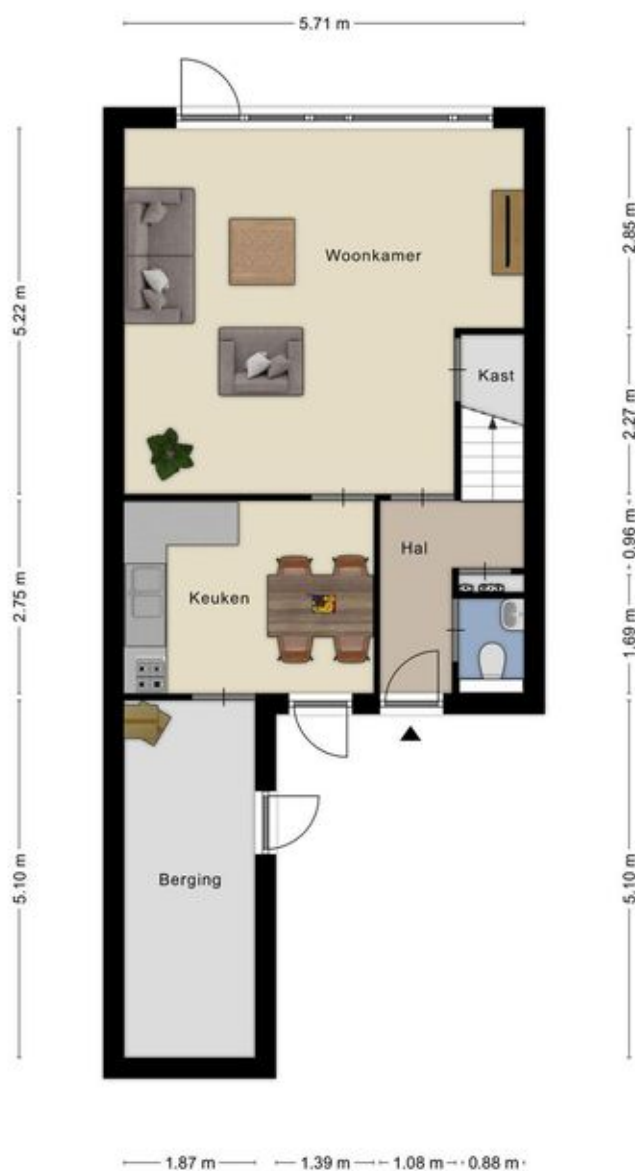 5.71 m
Woonkamer
2.85 m
5.22 m
Kast
2.27 m
Hal
0.96 m
Keuken
2.75 m
1.69 m
Berging
5.10 m
5.10 m
1.87 m
1.39 m
1.08 m
0.88 m